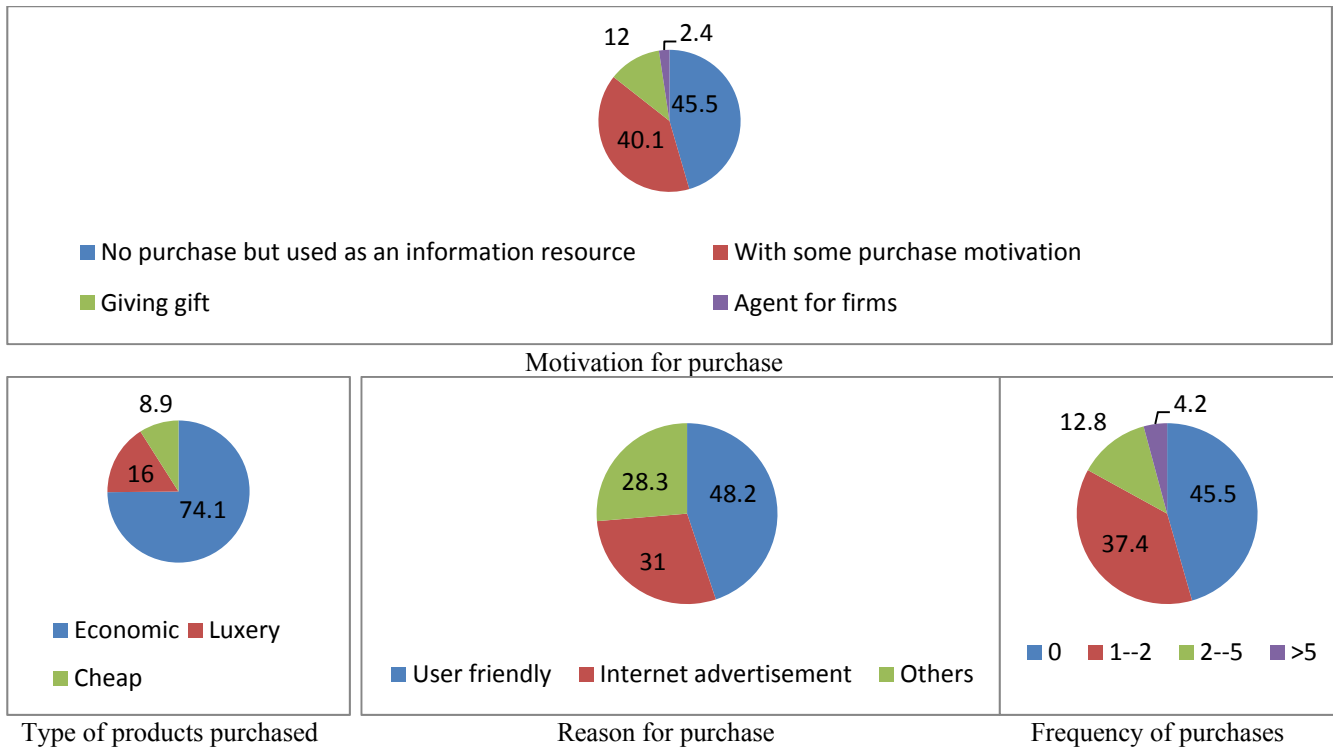 12
2.4
45.5
40.1
No purchase but used as an information resource
With some purchase motivation
Giving gift
Agent for firms
Motivation for purchase
8.9
16
74.1
Economic
Luxery
Cheap
Type of products purchased
28.3
48.2
31
User friendly
Internet advertisement
Others
Reason for purchase
4.2
12.8
45.5
37.4
0
1--2
2--5
>5
Frequency of purchases